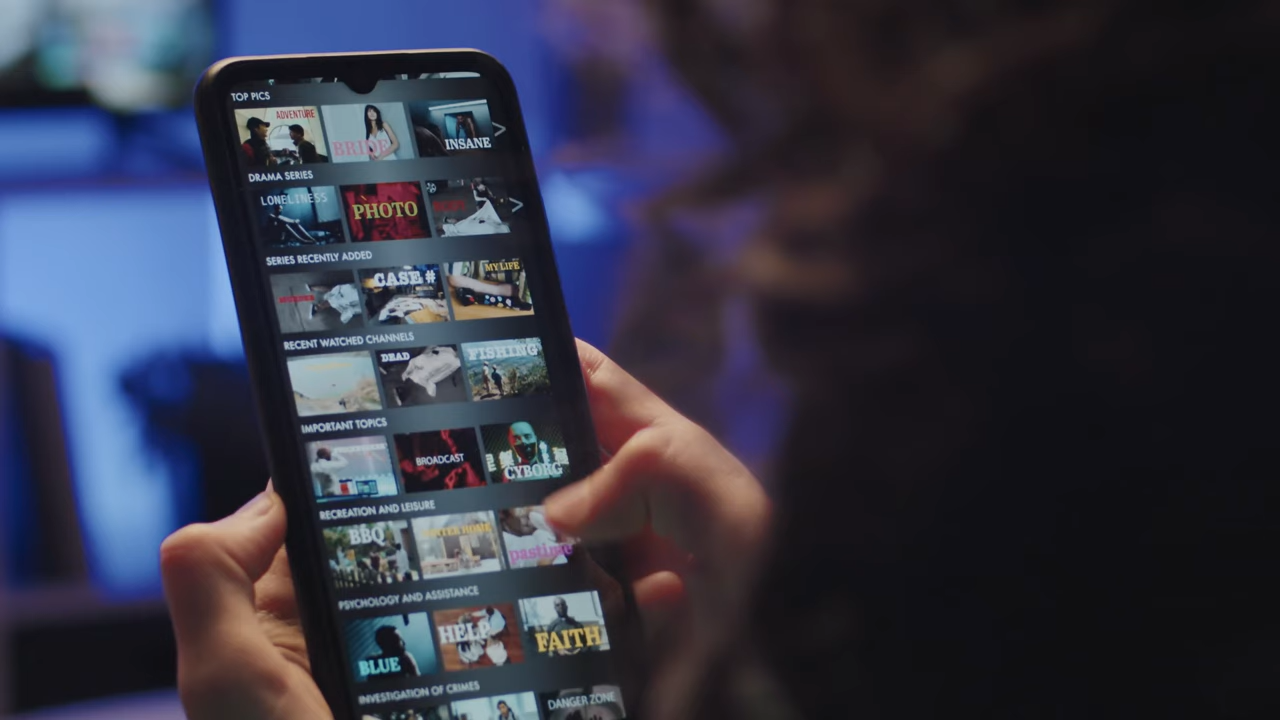 TOP PICS
ADVENTURE
BRIDE
INSANE
>
DRAMA SERIES
LONELINESS
PHOTO
>
SERIES RECENTLY ADDED
CASE #
MY LIFE
RECENT WATCHED CHANNELS
DEAD
FISHING
IMPORTANT TOPICS
BROADCAST
CYBORG
RECREATION AND LEISURE
BBQ
HOME
pastime
PSYCHOLOGY AND ASSISTANCE
BLUE
HELP
FAITH
INVESTIGATION OF CRIMES
DANGER ZONE